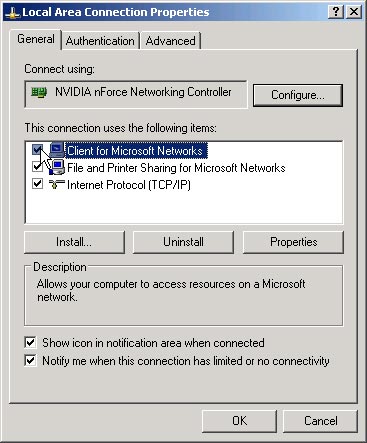 Local Area Connection Properties
General
Authentication
Advanced
Connect using:
NVIDIA nForce Networking Controller
Configure...
This connection uses the following items:
Client for Microsoft Networks
File and Printer Sharing for Microsoft Networks
Internet Protocol (TCP/IP)
Install...
Uninstall
Properties
Description
Allows your computer to access resources on a Microsoft
network.
Show icon in notification area when connected
Notify me when this connection has limited or no connectivity
OK
Cancel